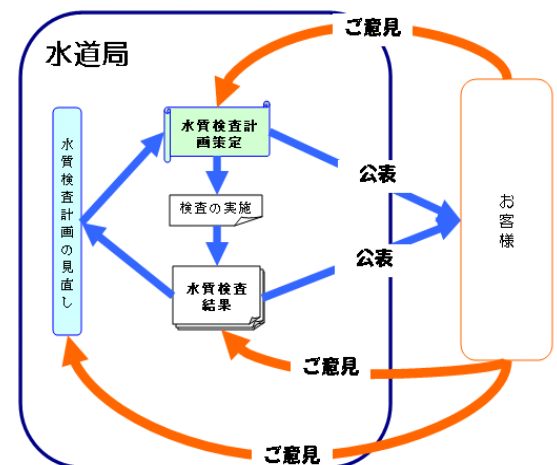 ご意見
水道局
水質検査計
画策定
公表
水質検査計画の見直し
検査の実施
お客様
公表
水質検査
結果
ご意見
ご意見